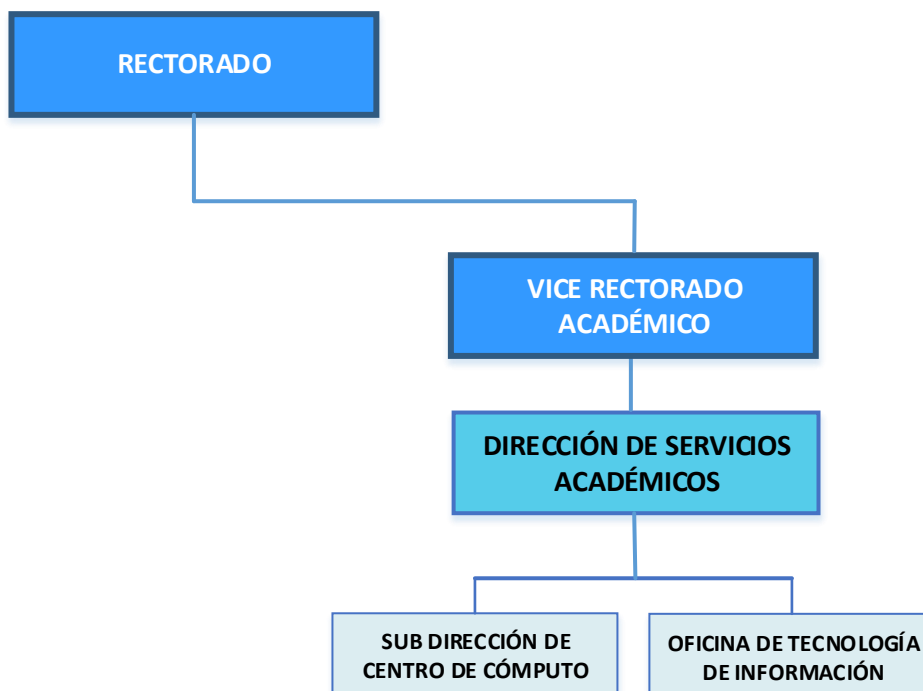 RECTORADO
VICE RECTORADO
ACADÉMICO
DIRECCIÓN DE SERVICIOS
ACADÉMICOS
SUB DIRECCIÓN DE
CENTRO DE CÓMPUTO
OFICINA DE TECNOLOGÍA
DE INFORMACIÓN